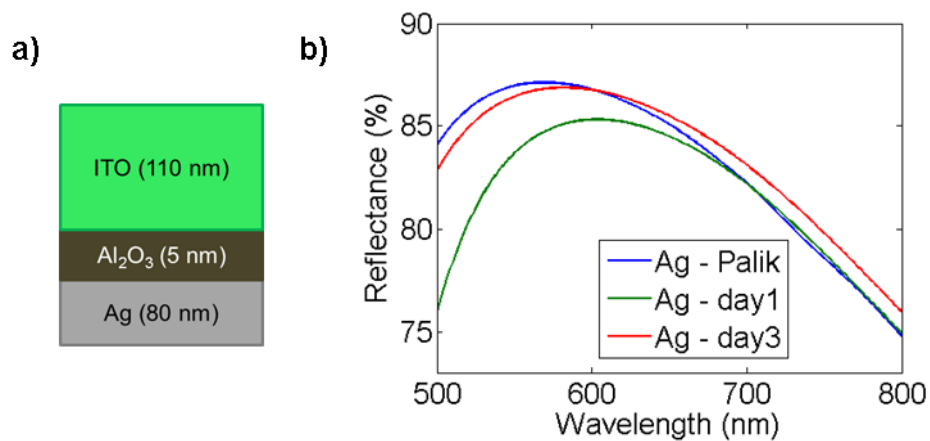 a)
ITO (110 nm)
Al₂O₃ (5 nm)
Ag (80 nm)
b)
90
85
80
75
Reflectance (%)
Ag - Palik
Ag - day1
Ag - day3
500
600
700
800
Wavelength (nm)